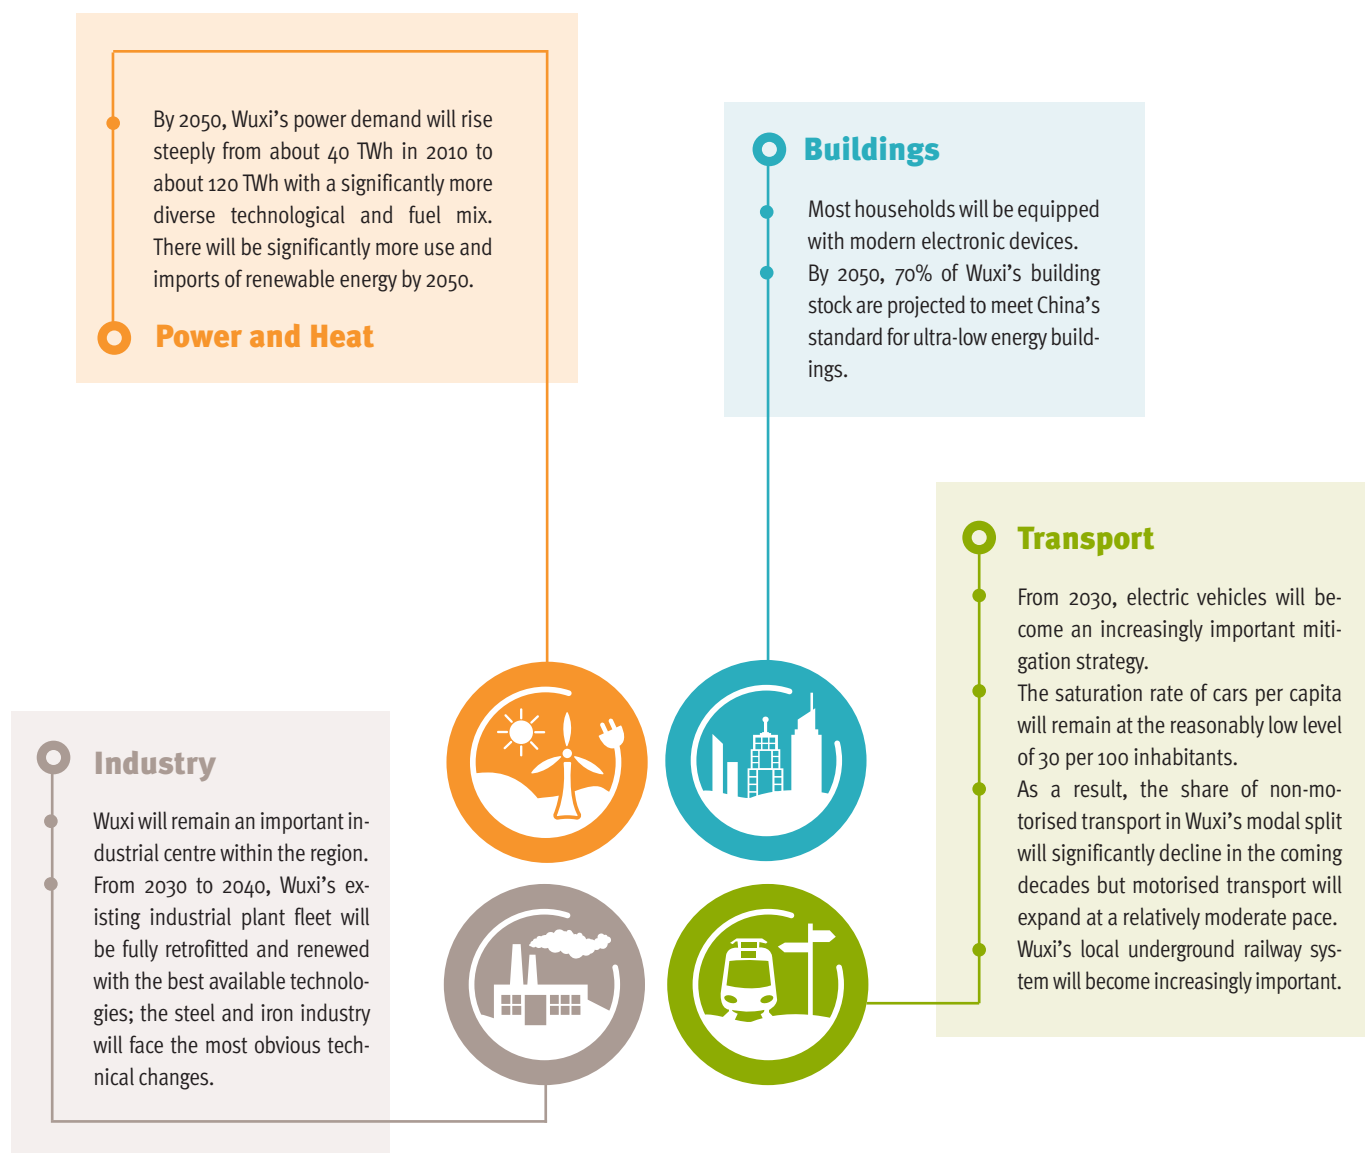 By 2050, Wuxi's power demand will rise
steeply from about 40 TWh in 2010 to
about 120 TWh with a significantly more
diverse technological and fuel mix.
There will be significantly more use and
imports of renewable energy by 2050.
Power and Heat
Buildings
Most households will be equipped
with modern electronic devices.
By 2050, 70% of Wuxi's building
stock are projected to meet China's
standard for ultra-low energy build-
ings.
Transport
From 2030, electric vehicles will be-
come an increasingly important miti-
gation strategy.
The saturation rate of cars per capita
will remain at the reasonably low level
of 30 per 100 inhabitants.
As a result, the share of non-mo-
torised transport in Wuxi's modal split
will significantly decline in the coming
decades but motorised transport will
expand at a relatively moderate pace.
Wuxi's local underground railway sys-
tem will become increasingly important.
Industry
Wuxi will remain an important in-
dustrial centre within the region.
From 2030 to 2040, Wuxi's ex-
isting industrial plant fleet will
be fully retrofitted and renewed
with the best available technolo-
gies; the steel and iron industry
will face the most obvious tech-
nical changes.